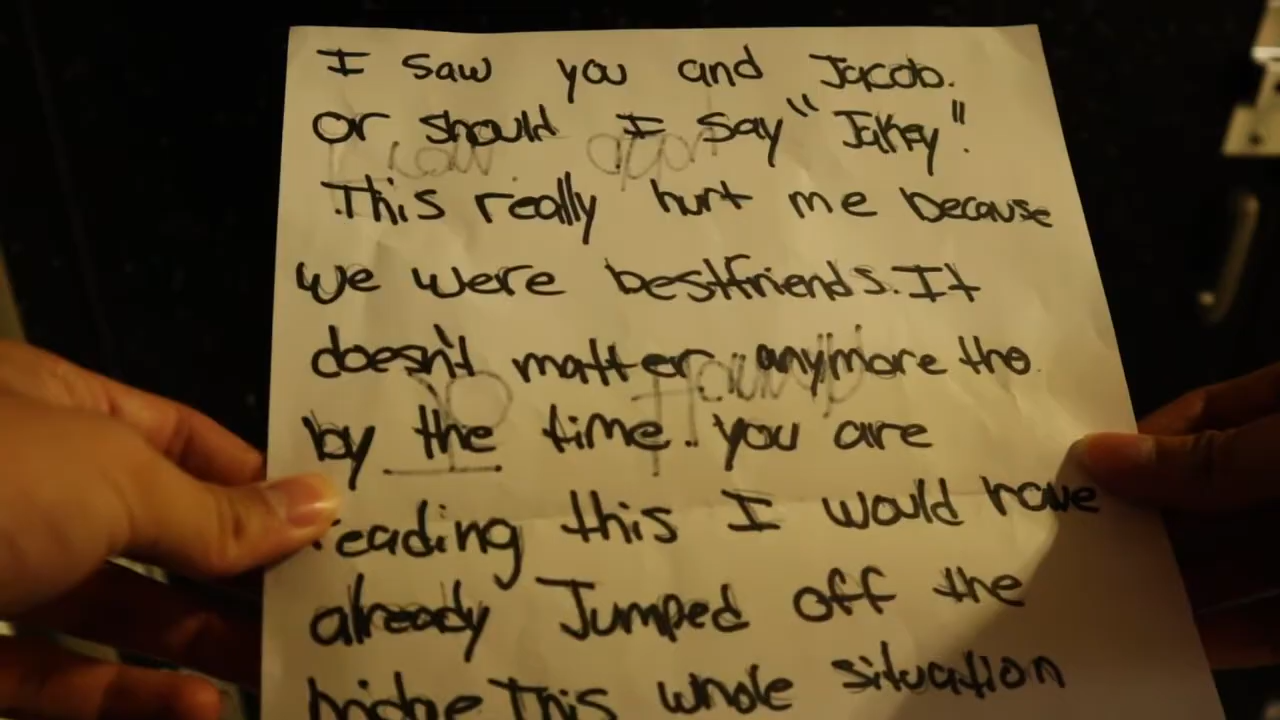 I saw you and Jacob.
or should I say "Jakey".
This really hurt me because
we were bestfriends. It
doesn't matter anymore tho
by the time you are
reading this I would have
already Jumped off the
bridge This whole situation